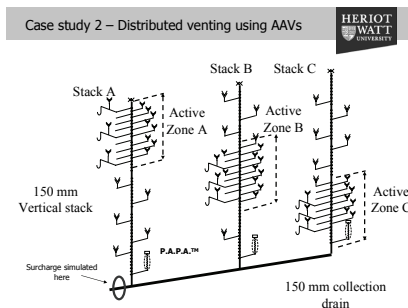 Case study 2 – Distributed venting using AAVs
HERIOT
WATT
UNIVERSITY
Stack B
Stack C
Stack A
Active
Zone A
Active
Zone B
150 mm
Vertical stack
Active
Zone C
P.A.P.A.™
Surcharge simulated
here
150 mm collection
drain